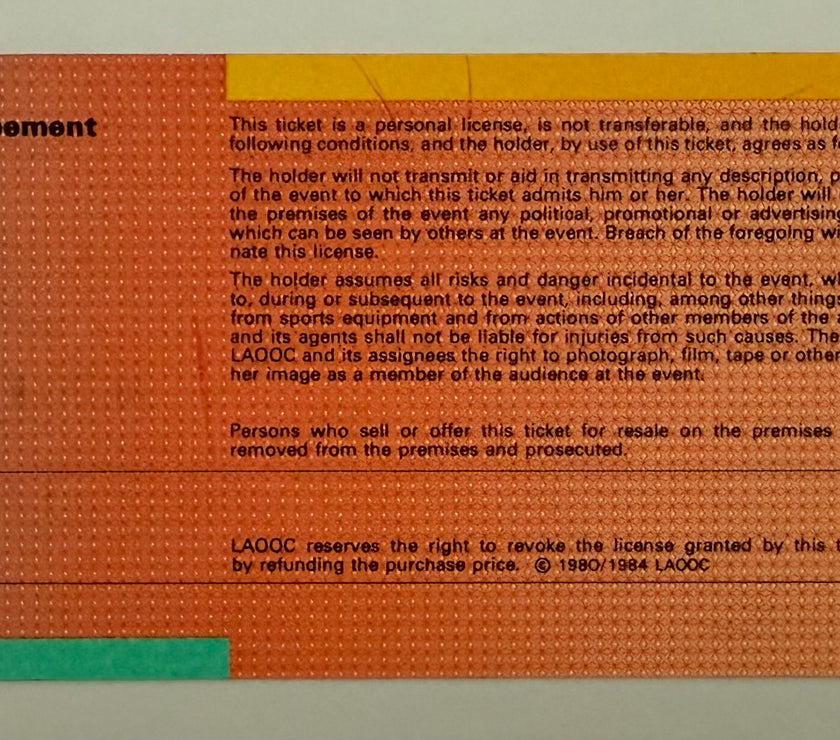 ement
This ticket is a personal license, is not transferable, and the hold
following conditions, and the holder, by use of this ticket, agrees as f
The holder will not transmit or aid in transmitting any description, p
of the event to which this ticket admits him or her. The holder will
the premises of the event any political, promotional or advertising
which can be seen by others at the event. Breach of the foregoing wi
nate this license.
The holder assumes all risks and danger incidental to the event, wh
to, during or subsequent to the event, including, among other things
from sports equipment and from actions of other members of the a
and its agents shall not be liable for injuries from such causes. The
LAOOC and its assignees the right to photograph, film, tape or other
her image as a member of the audience at the event.
Persons who sell or offer this ticket for resale on the premises
removed from the premises and prosecuted.
LAOOC reserves the right to revoke the license granted by this t
by refunding the purchase price. © 1980/1984 LAOOC